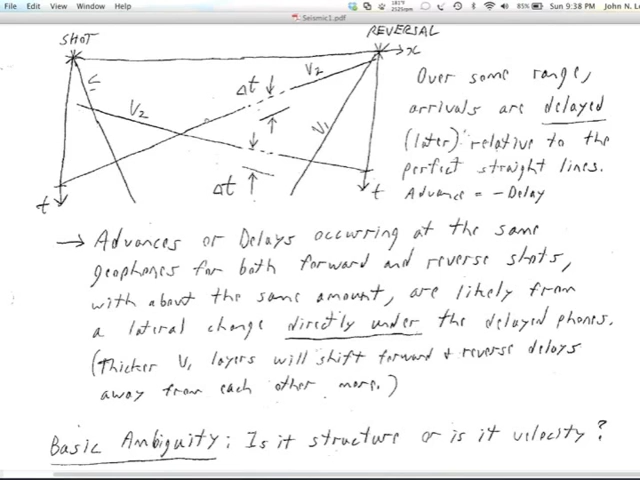 File Edit View Window Help
85% Sun 9:38 PM John N. Lo
Seismic1.pdf
SHOT
REVERSAL
x
V1
V2
Δt
V2
V1
Δt
t
t
Over some range,
arrivals are delayed
(later) relative to the
perfect straight lines.
Advance = - Delay
→ Advances or Delays occurring at the same
geophones for both forward and reverse shots,
with about the same amount, are likely from
a lateral change directly under the delayed phones.
(Thicker V1 layers will shift forward + reverse delays
away from each other more.)
Basic Ambiguity: Is it structure or is it velocity?